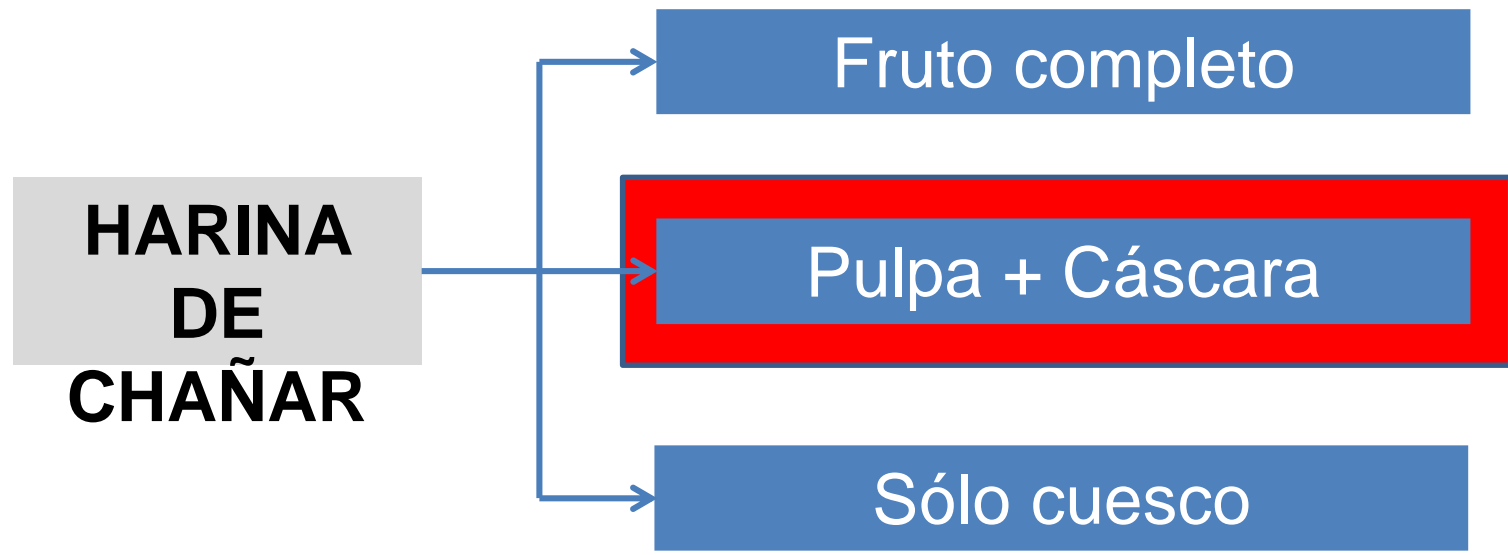 HARINA
DE
CHAÑAR
Fruto completo
Pulpa + Cáscara
Sólo cuesco